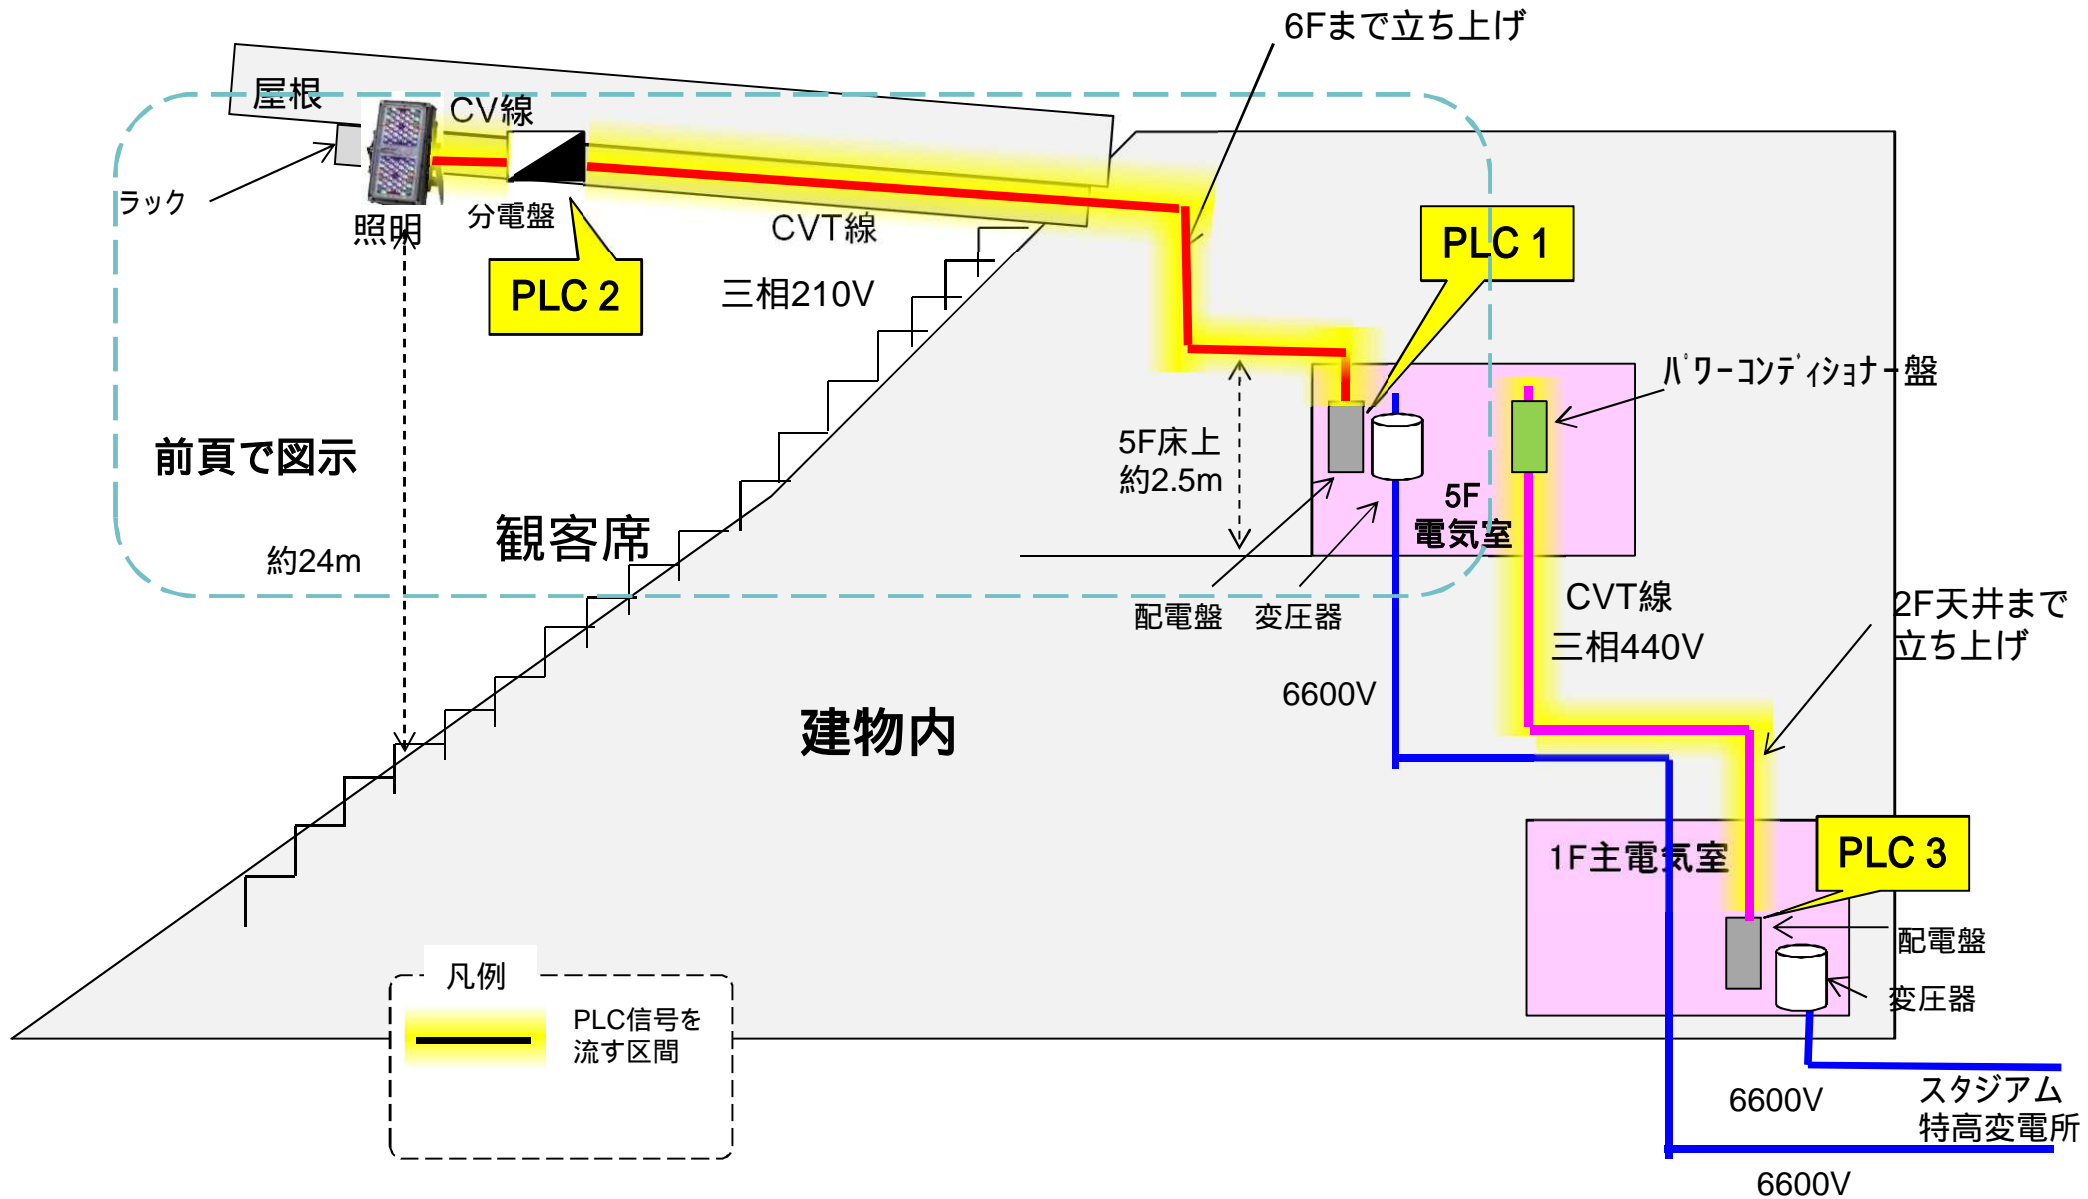 6Fまで立ち上げ
屋根
CV線
ラック
照明
分電盤
CVT線
三相210V
PLC 2
PLC 1
パワーコンディショナー盤
前頁で図示
5F床上
約2.5m
5F
電気室
観客席
約24m
配電盤
変圧器
CVT線
三相440V
2F天井まで
立ち上げ
6600V
建物内
1F主電気室
PLC 3
配電盤
変圧器
凡例
PLC信号を
流す区間
6600V
スタジアム
特高変電所
6600V